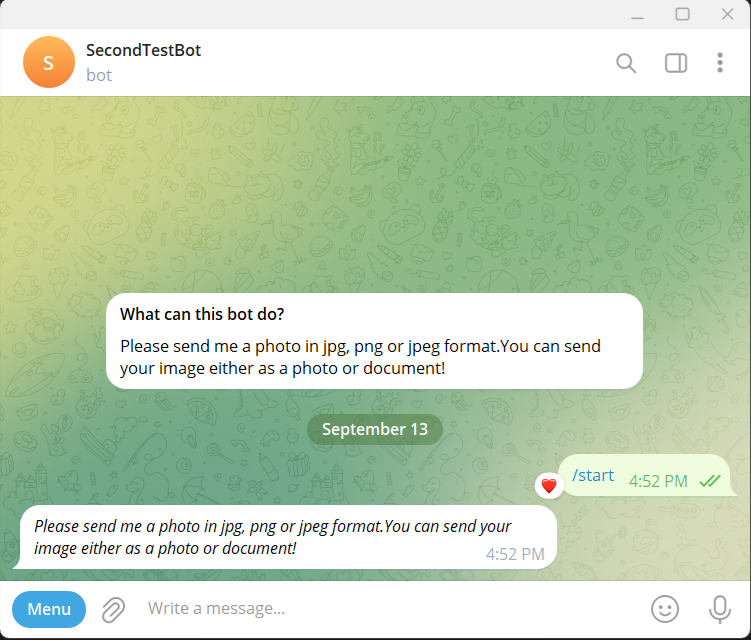 S
SecondTestBot
bot
What can this bot do?
Please send me a photo in jpg, png or jpeg format.You can send
your image either as a photo or document!
September 13
/start 4:52 PM
Please send me a photo in jpg, png or jpeg format.You can send your
image either as a photo or document!
4:52 PM
Menu
Write a message...